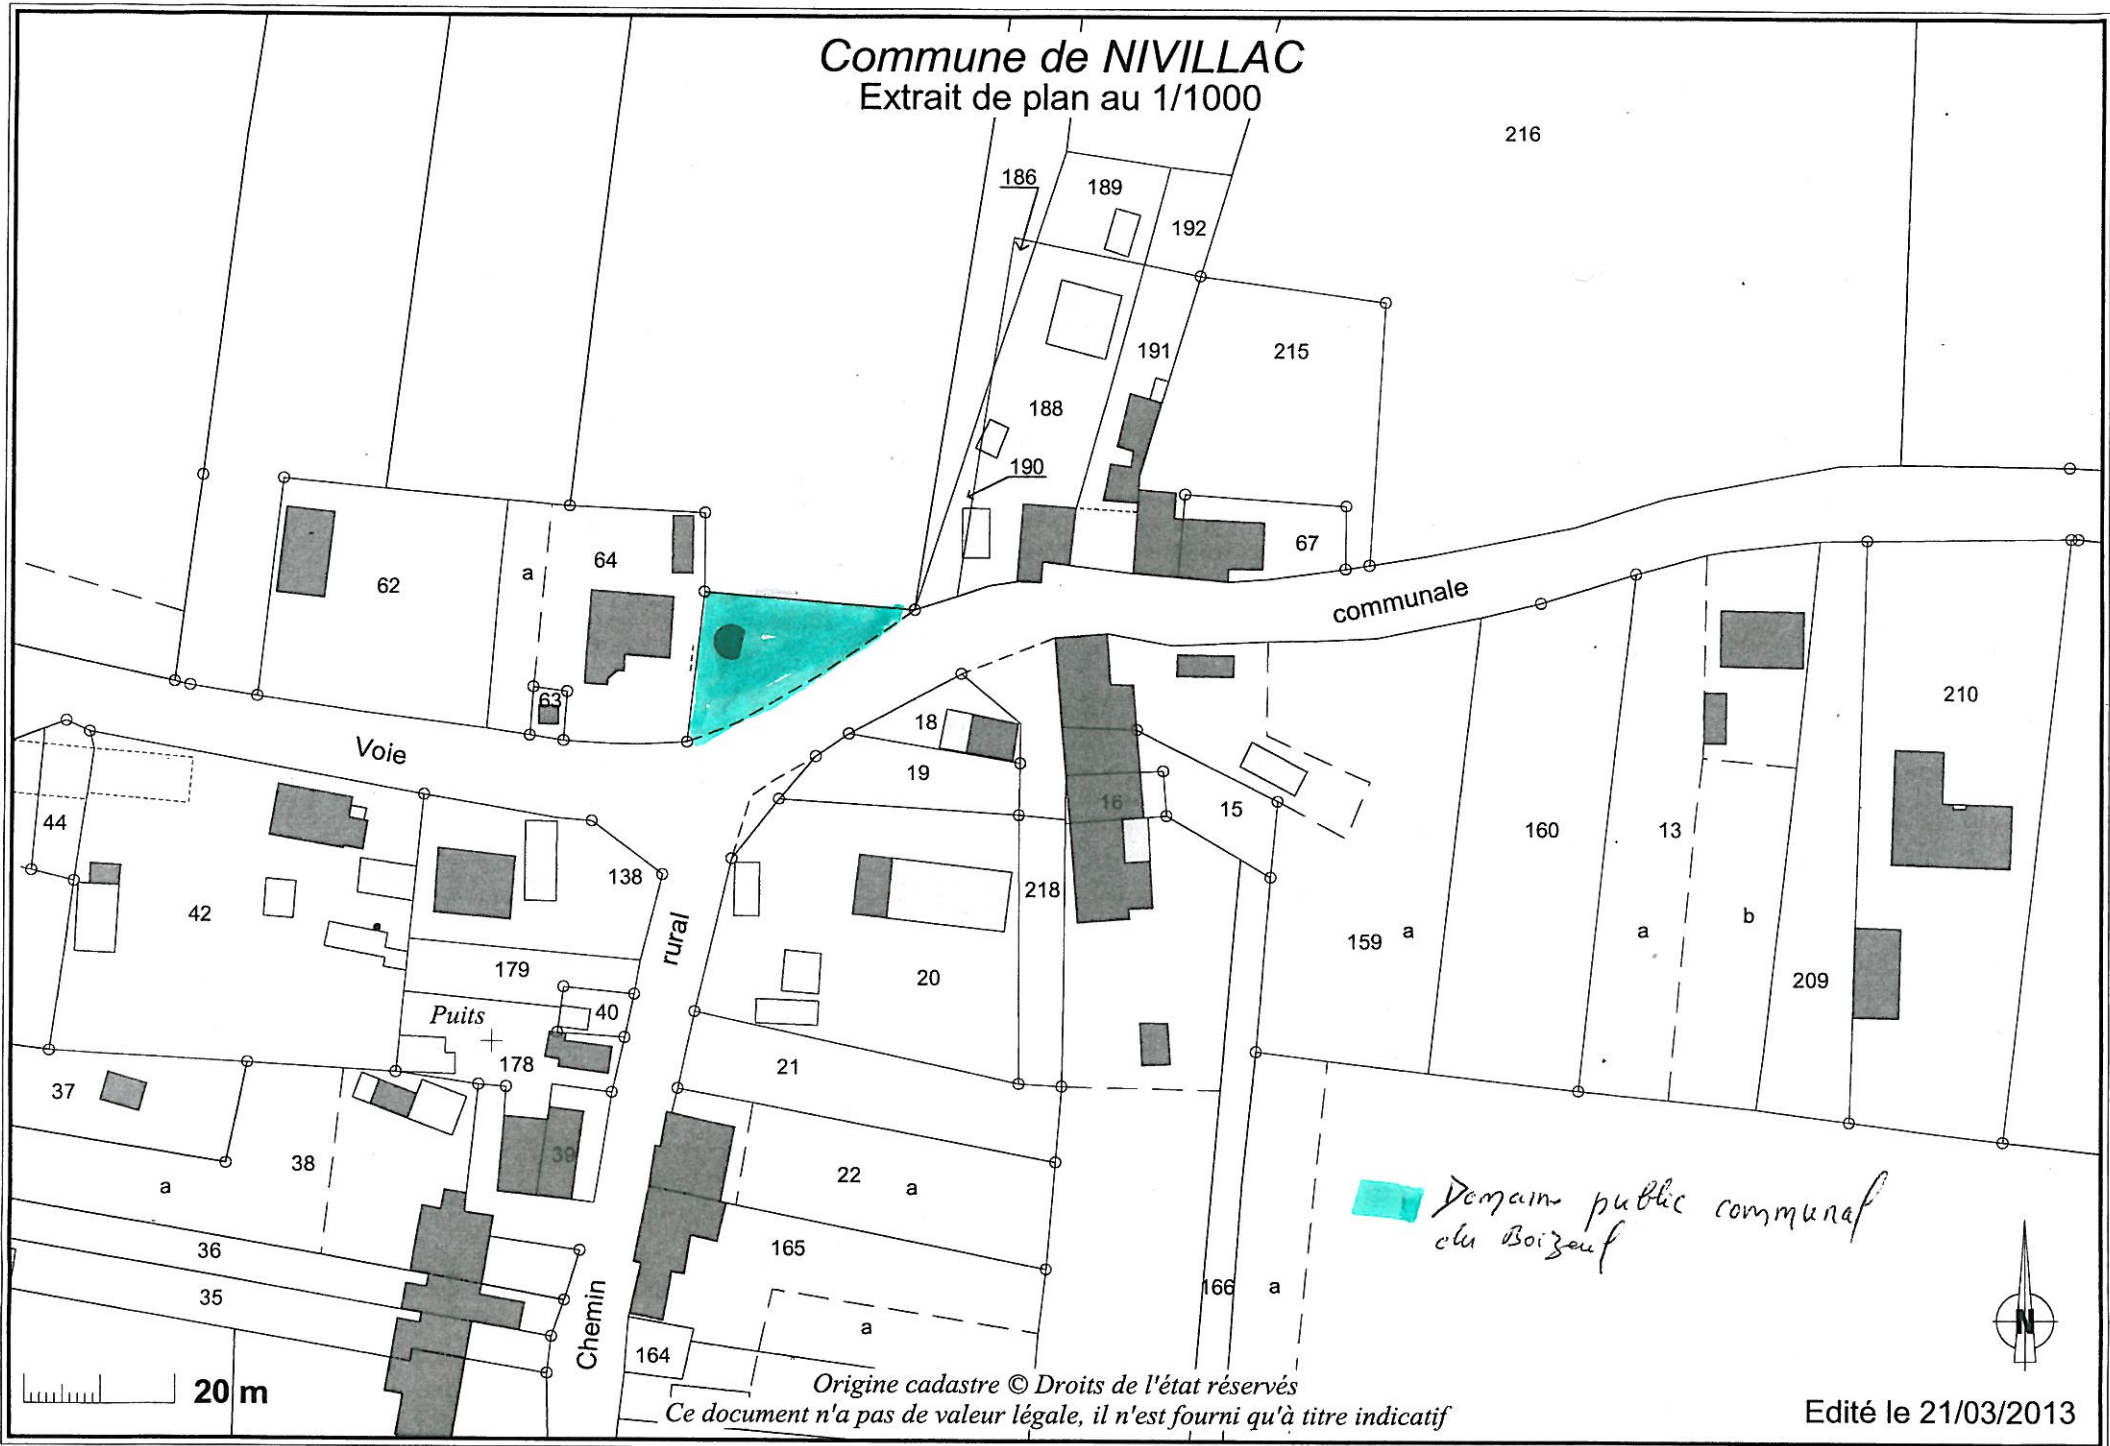 Commune de NIVILLAC
Extrait de plan au 1/1000
216
186
189
192
191
215
188
190
67
64
a
62
63
communale
Voie
18
19
16
15
210
44
42
138
218
160
13
159
a
a
b
209
179
40
Puits
178
rural
20
21
37
38
39
a
22
a
36
165
35
Chemin
a
164
166
a
Domaine public communal
du Boizeuf
20 m
N
Origine cadastre © Droits de l'état réservés
Ce document n'a pas de valeur légale, il n'est fourni qu'à titre indicatif
Edité le 21/03/2013